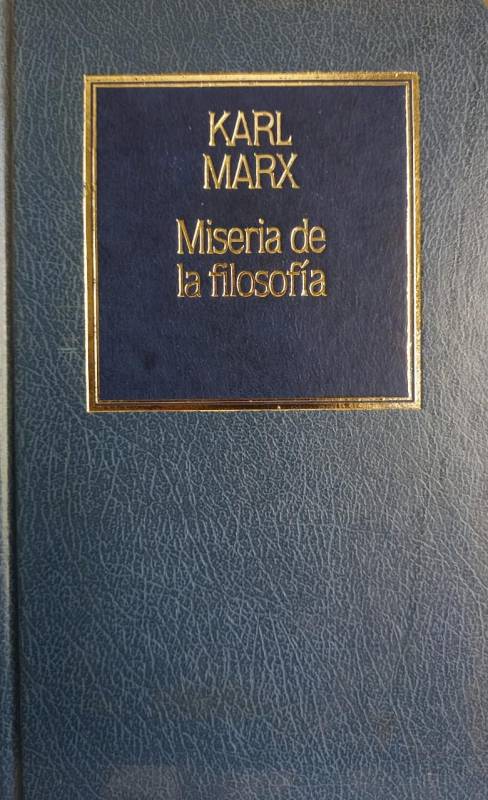 KARL
MARX
Miseria de
la filosofía